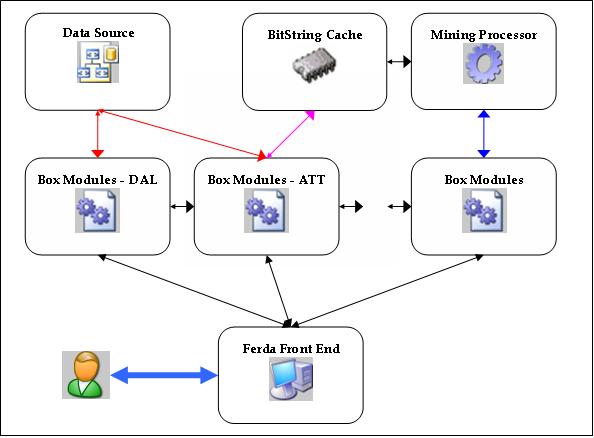 Data Source
BitString Cache
Mining Processor
Box Modules - DAL
Box Modules - ATT
Box Modules
Ferda Front End